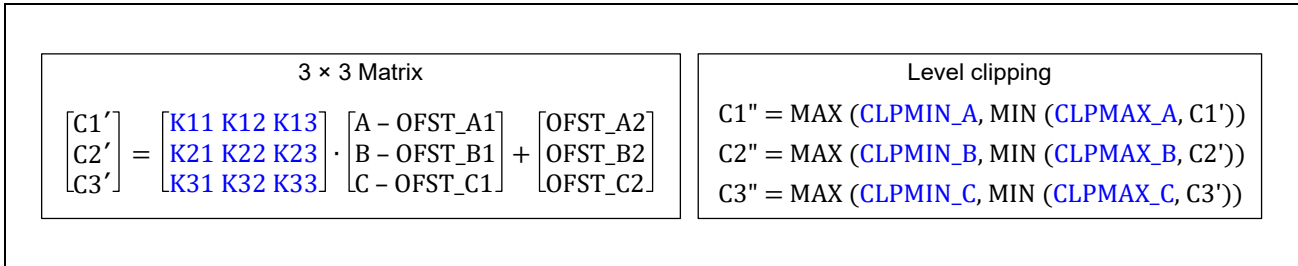 3 × 3 Matrix
[C1′] [K11 K12 K13] [A – OFST_A1] [OFST_A2]
[C2′] = [K21 K22 K23] · [B – OFST_B1] + [OFST_B2]
[C3′] [K31 K32 K33] [C – OFST_C1] [OFST_C2]
Level clipping
C1" = MAX (CLPMIN_A, MIN (CLPMAX_A, C1'))
C2" = MAX (CLPMIN_B, MIN (CLPMAX_B, C2'))
C3" = MAX (CLPMIN_C, MIN (CLPMAX_C, C3'))